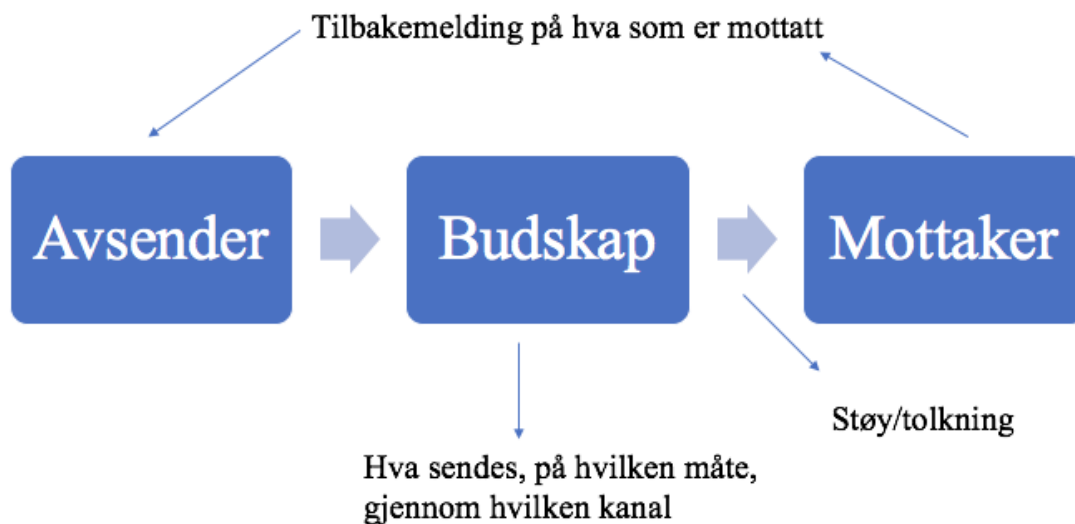 Tilbakemelding på hva som er mottatt
Avsender
Budskap
Mottaker
Støy/tolkning
Hva sendes, på hvilken måte,
gjennom hvilken kanal